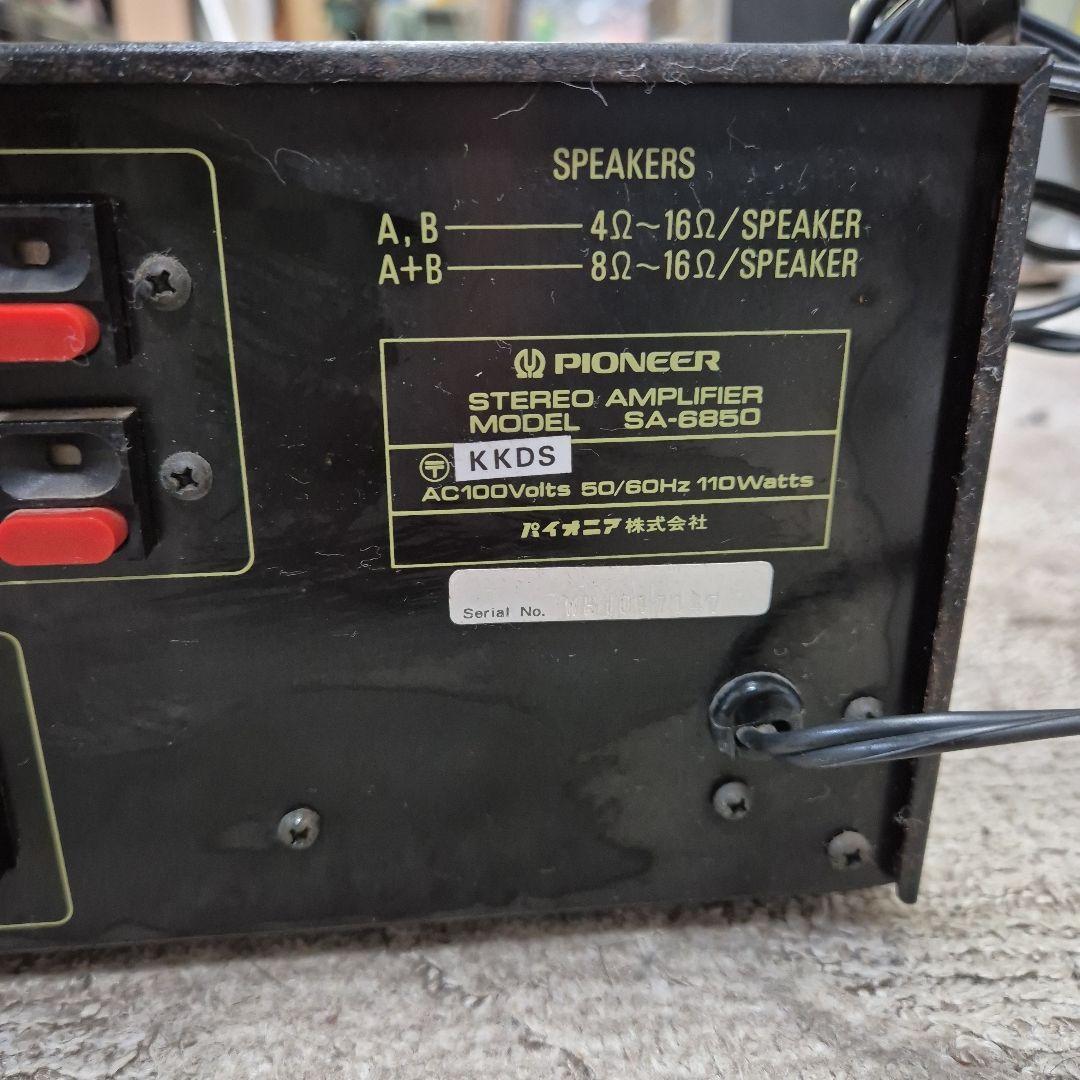 SPEAKERS
A, B 4Ω~16Ω/SPEAKER
A+B 8Ω~16Ω/SPEAKER
PIONEER
STEREO AMPLIFIER
MODEL SA-6850
〒 KKDS
AC100Volts 50/60Hz 110Watts
パイオニア株式会社
Serial No.